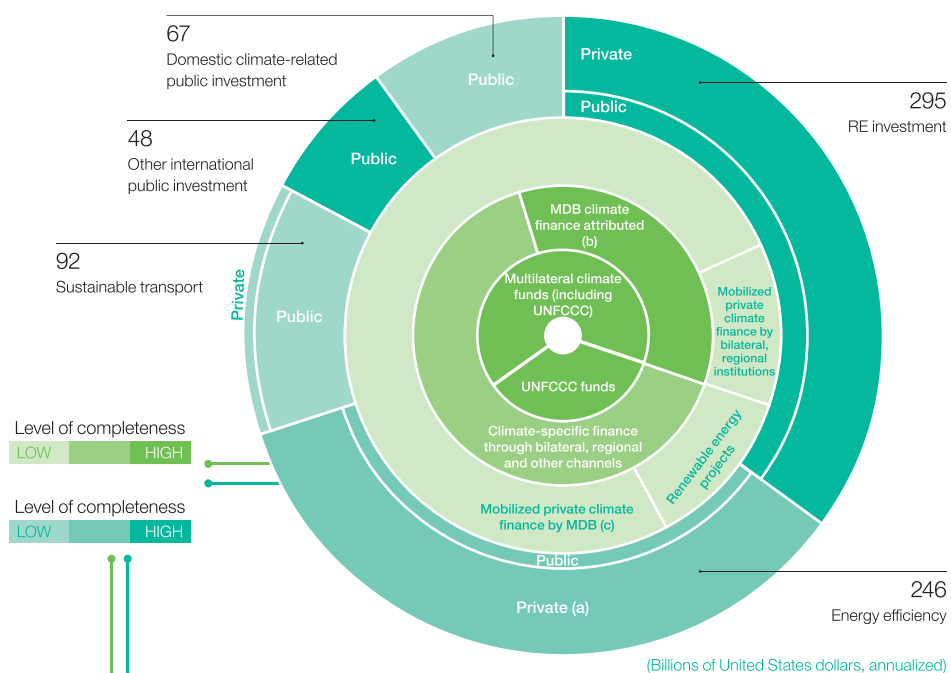 67
Domestic climate-related
public investment
Public
Private
Public
295
RE investment
48
Other international
public investment
Public
MDB climate
finance attributed
(b)
92
Sustainable transport
Private
Public
Multilateral climate
funds (including
UNFCCC)
Mobilized
private
climate
finance by
bilateral,
regional
institutions
UNFCCC funds
Climate-specific finance
through bilateral, regional
and other channels
Renewable energy
projects
Mobilized private climate
finance by MDB (c)
Public
Private (a)
Level of completeness
LOW
HIGH
Level of completeness
LOW
HIGH
246
Energy efficiency
(Billions of United States dollars, annualized)